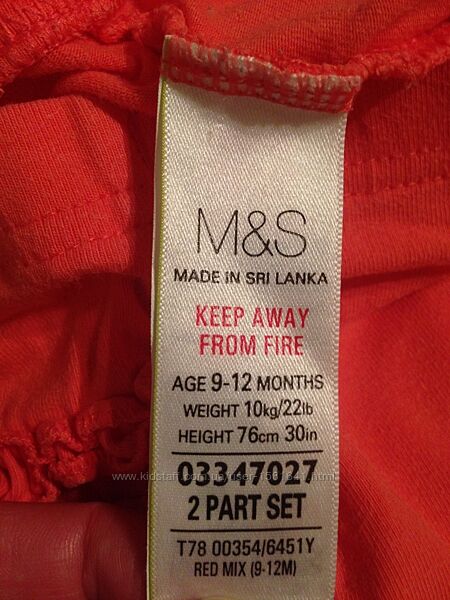 M&S
MADE IN SRI LANKA
KEEP AWAY
FROM FIRE
AGE 9-12 MONTHS
WEIGHT 10kg/22lb
HEIGHT 76cm 30in
03347027
2 PART SET
T78 00354/6451Y
RED MIX (9-12M)